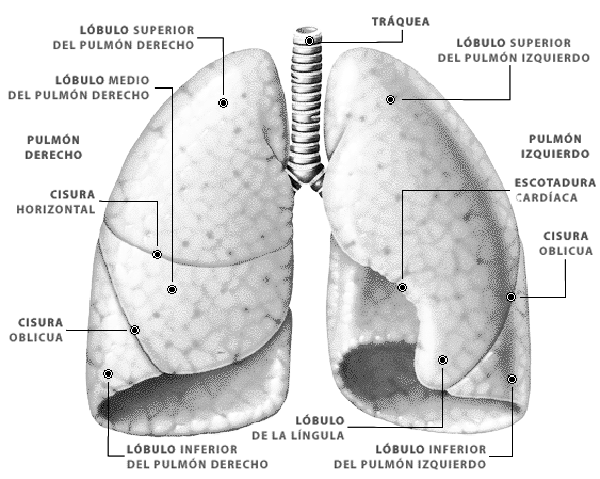 LÓBULO SUPERIOR
DEL PULMÓN DERECHO
TRÁQUEA
LÓBULO SUPERIOR
DEL PULMÓN IZQUIERDO
LÓBULO MEDIO
DEL PULMÓN DERECHO
PULMÓN
DERECHO
PULMÓN
IZQUIERDO
CISURA
HORIZONTAL
ESCOTADURA
CARDÍACA
CISURA
OBLICUA
CISURA
OBLICUA
LÓBULO
DE LA LÍNGULA
LÓBULO INFERIOR
DEL PULMÓN DERECHO
LÓBULO INFERIOR
DEL PULMÓN IZQUIERDO